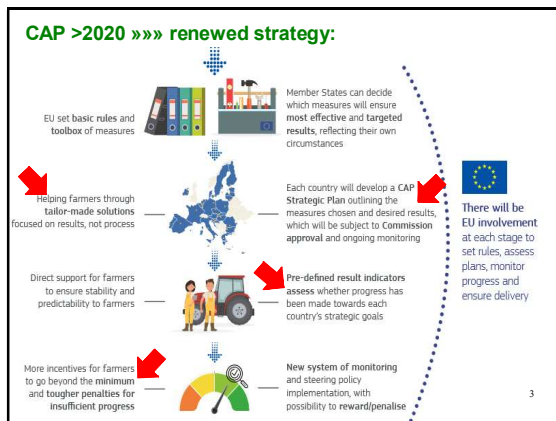 CAP >2020 »»» renewed strategy:
EU set basic rules and
toolbox of measures
Member States can decide
which measures will ensure
most effective and targeted
results, reflecting their own
circumstances
Helping farmers through
tailor-made solutions
focused on results, not process
Each country will develop a CAP
Strategic Plan outlining the
measures chosen and desired results,
which will be subject to Commission
approval and ongoing monitoring
Direct support for farmers
to ensure stability and
predictability to farmers
Pre-defined result indicators
assess whether progress has
been made towards each
country's strategic goals
More incentives for farmers
to go beyond the minimum
and tougher penalties for
insufficient progress
New system of monitoring
and steering policy
implementation, with
possibility to reward/penalise
There will be
EU involvement
at each stage to
set rules, assess
plans, monitor
progress and
ensure delivery
3